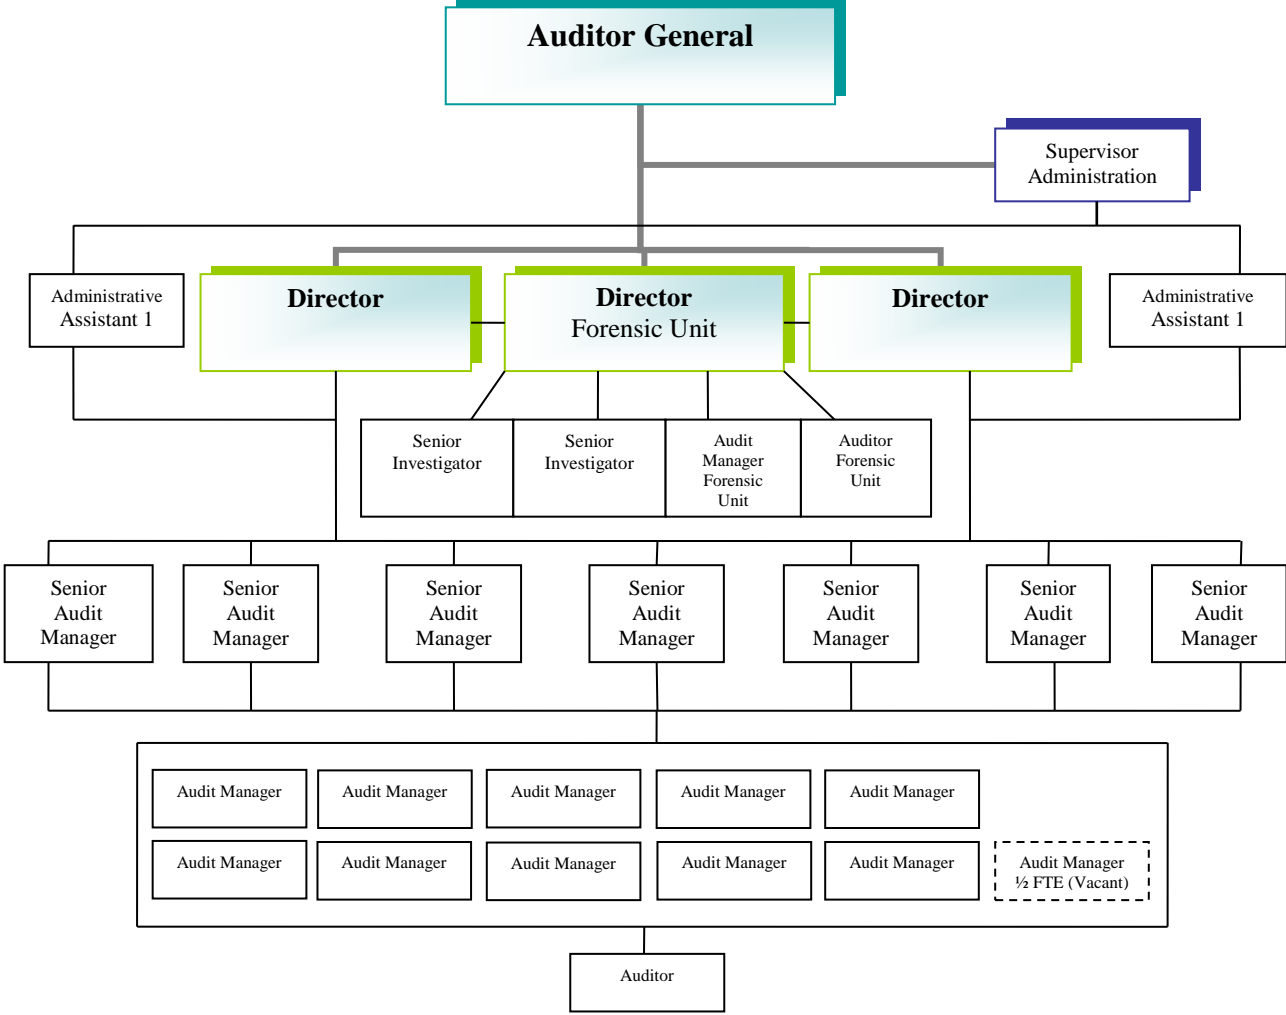 Auditor General
Supervisor
Administration
Administrative
Assistant 1
Director
Director
Forensic Unit
Director
Administrative
Assistant 1
Senior
Investigator
Senior
Investigator
Audit
Manager
Forensic
Unit
Auditor
Forensic
Unit
Senior
Audit
Manager
Senior
Audit
Manager
Senior
Audit
Manager
Senior
Audit
Manager
Senior
Audit
Manager
Senior
Audit
Manager
Senior
Audit
Manager
Audit Manager
Audit Manager
Audit Manager
Audit Manager
Audit Manager
Audit Manager
Audit Manager
Audit Manager
Audit Manager
Audit Manager
Audit Manager
½ FTE (Vacant)
Auditor